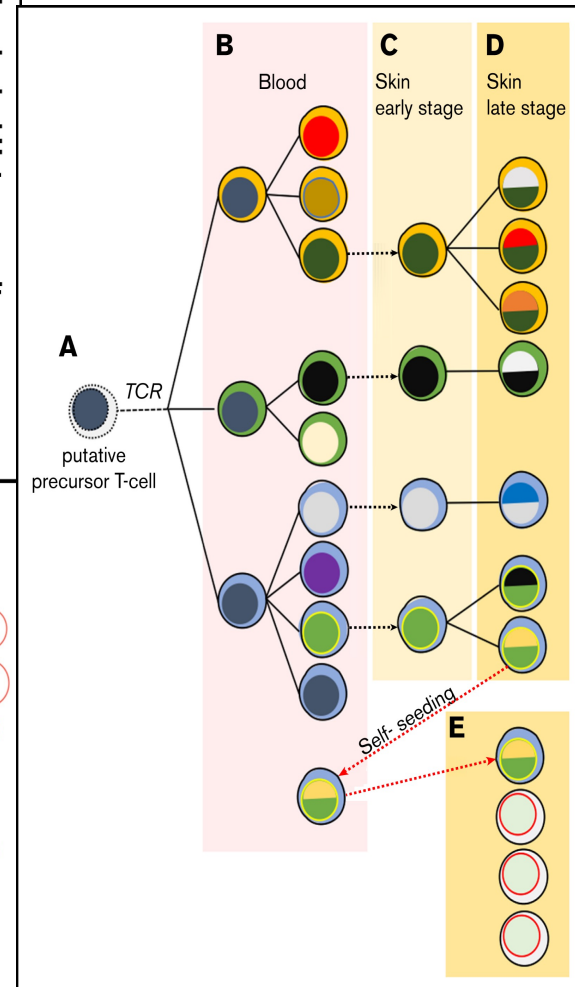 B
Blood
C
Skin
early stage
D
Skin
late stage
A
TCR
putative
precursor T-cell
Self- seeding
E